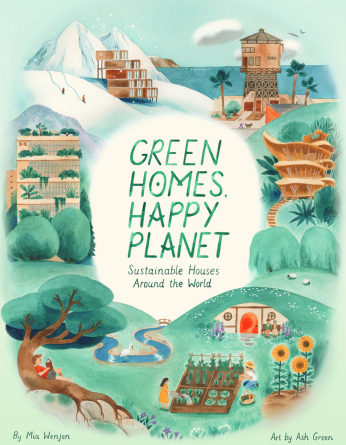 GREEN
HOMES,
HAPPY
PLANET
Sustainable Houses
Around the World
By Mia Wenjen
Art by Ash Green